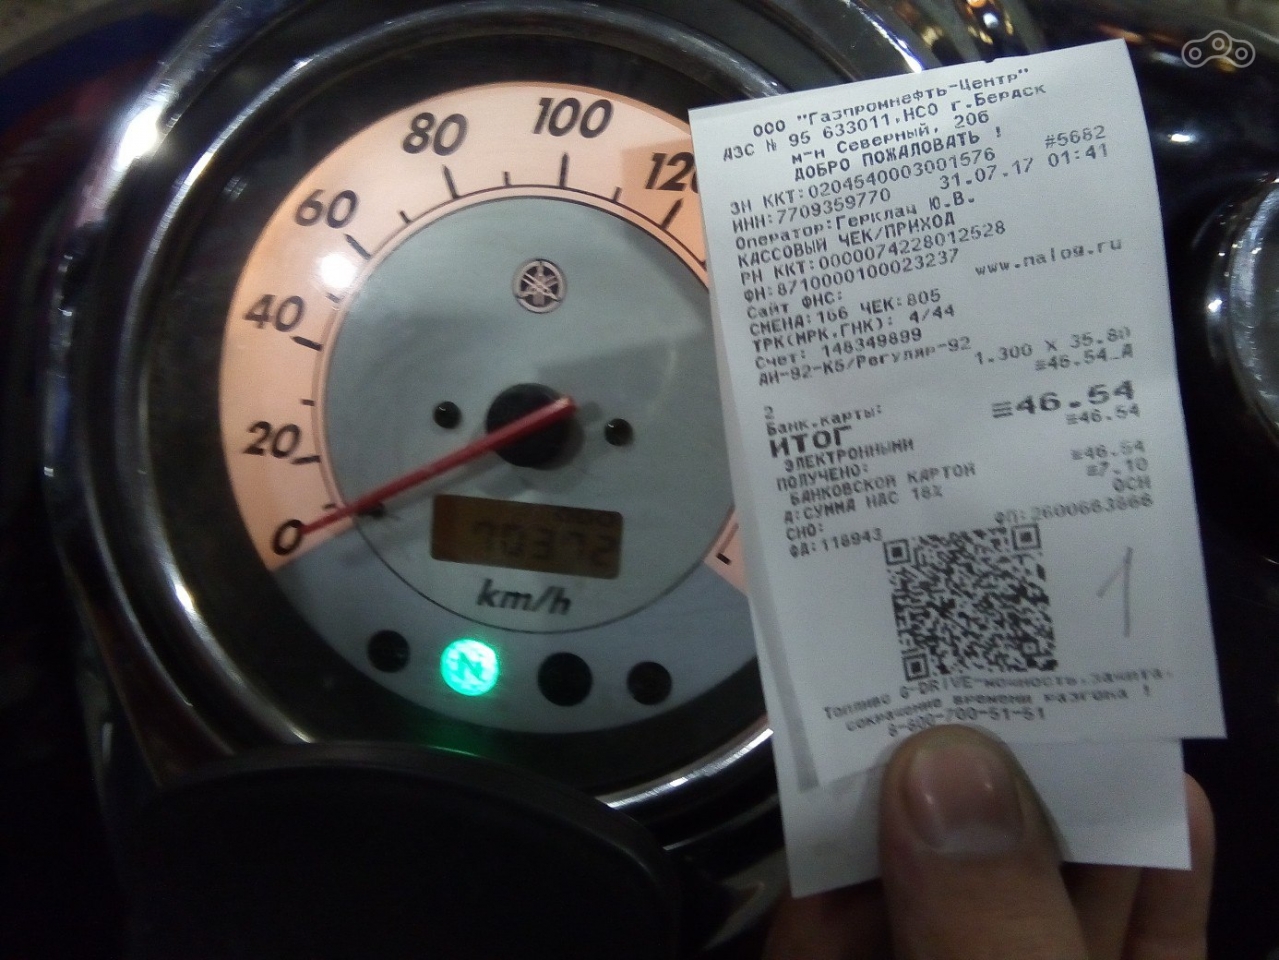 0
20
40
60
80
100
120
70372
km/h
N
ООО "Газпромнефть-Центр"
АЗС № 95 633011,НСО г.Бердск
м-н Северный, 20б
ДОБРО ПОЖАЛОВАТЬ !
#5682
ЗН ККТ:0204540003001576
31.07.17 01:41
ИНН:7709359770
Оператор:Герклац Ю.В.
КАССОВЫЙ ЧЕК/ПРИХОД
РН ККТ:0000074228012528
ФН:8710000100023237
Сайт ФНС: www.nalog.ru
СМЕНА:166 ЧЕК:805
ТРК(МРК,ГНК): 4/44
Счет: 148349899
АИ-92-К5/Регуляр-92
1.300 X 35.80
≡46.54_А
2
Банк.карты: ≡46.54
ИТОГ ≡46.54
ЭЛЕКТРОННЫМИ
ПОЛУЧЕНО:
БАНКОВСКОЙ КАРТОЙ ≡46.54
А:СУММА НДС 18% ≡7.10
СНО: ОСН
ФД:118943 ФП:2600663868
1
Топливо G-DRIVE-мощность,защита,
сокращение времени разгона !
8-800-700-51-51